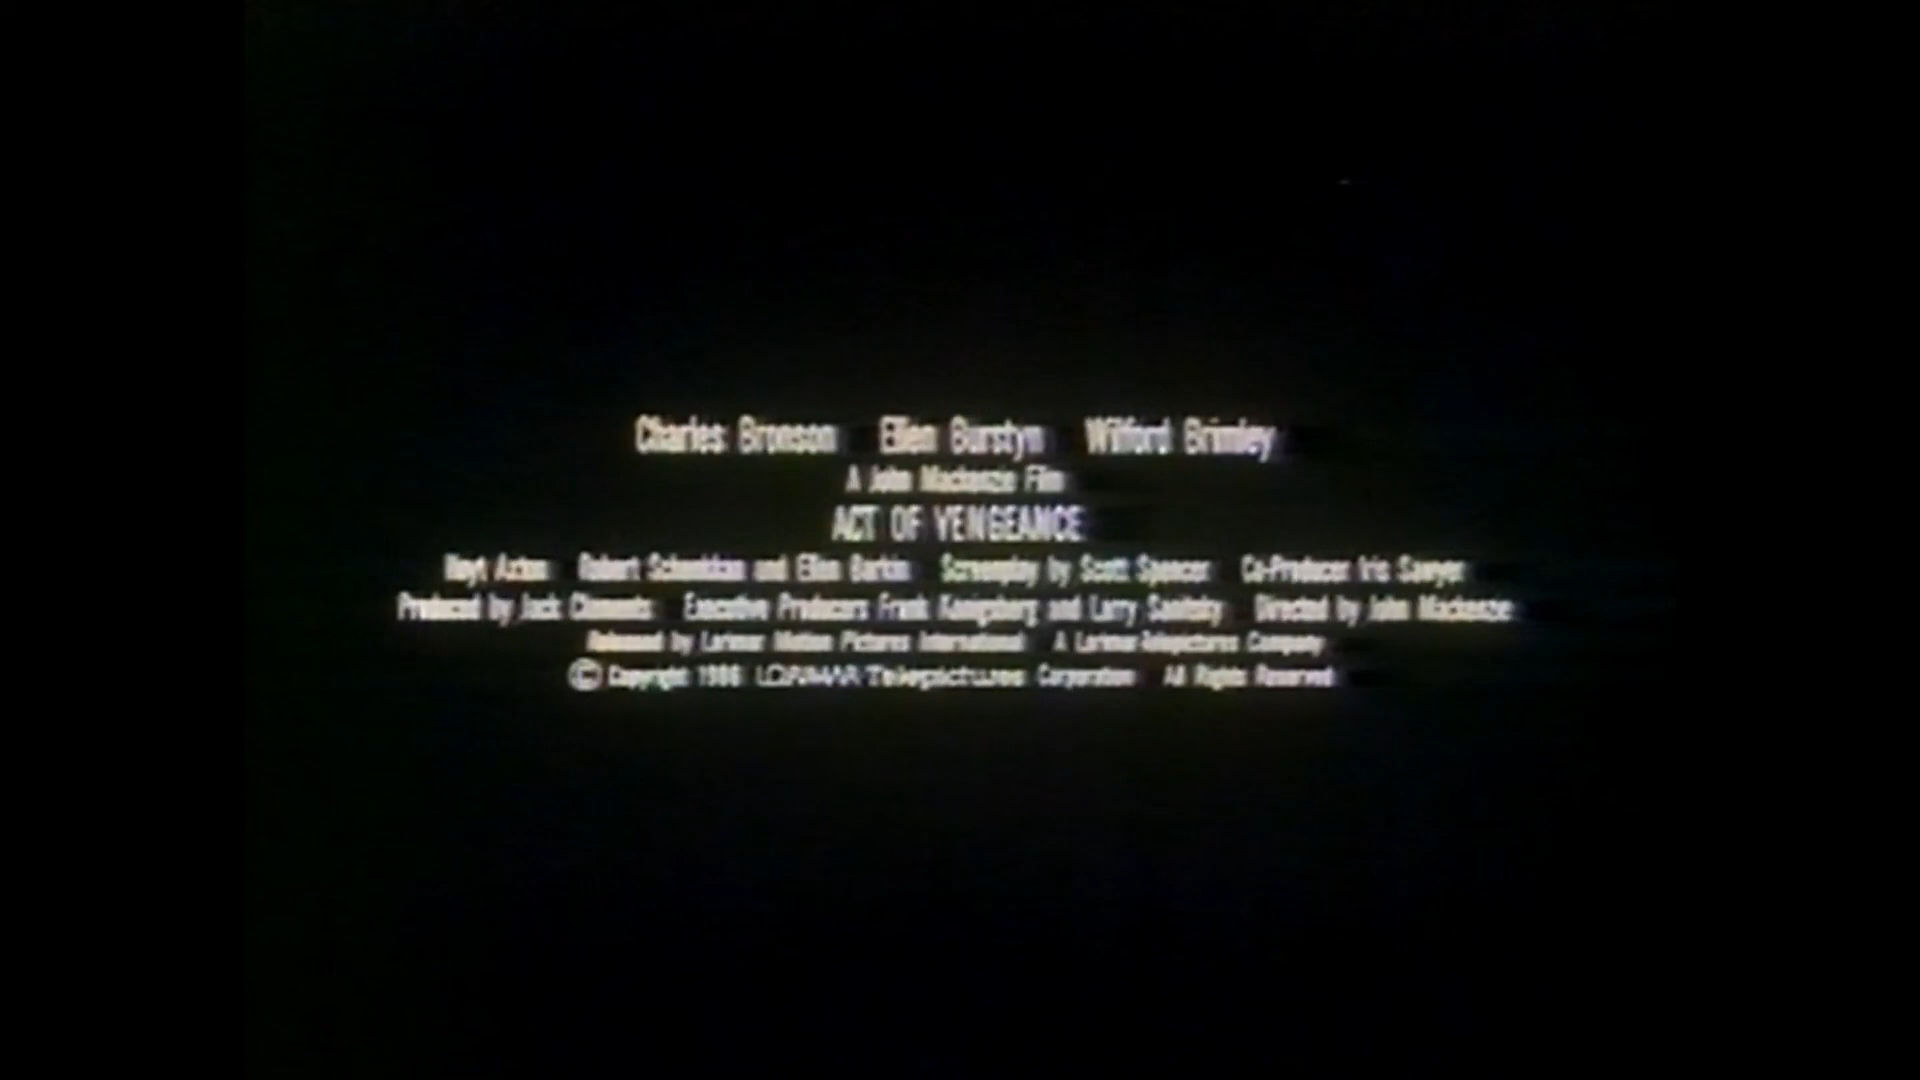 Charles Bronson Ellen Burstyn Wilford Brimley
A John Mackenzie Film
ACT OF VENGEANCE
Hoyt Axton Robert Schenkkan and Ellen Barkin Screenplay by Scott Spencer Co-Producer Iris Sawyer
Produced by Jack Clements Executive Producers Frank Konigsberg and Larry Sanitsky Directed by John Mackenzie
Released by Lorimar Motion Pictures International A Lorimar-Telepictures Company
© Copyright 1986 LORIMAR Telepictures Corporation All Rights Reserved